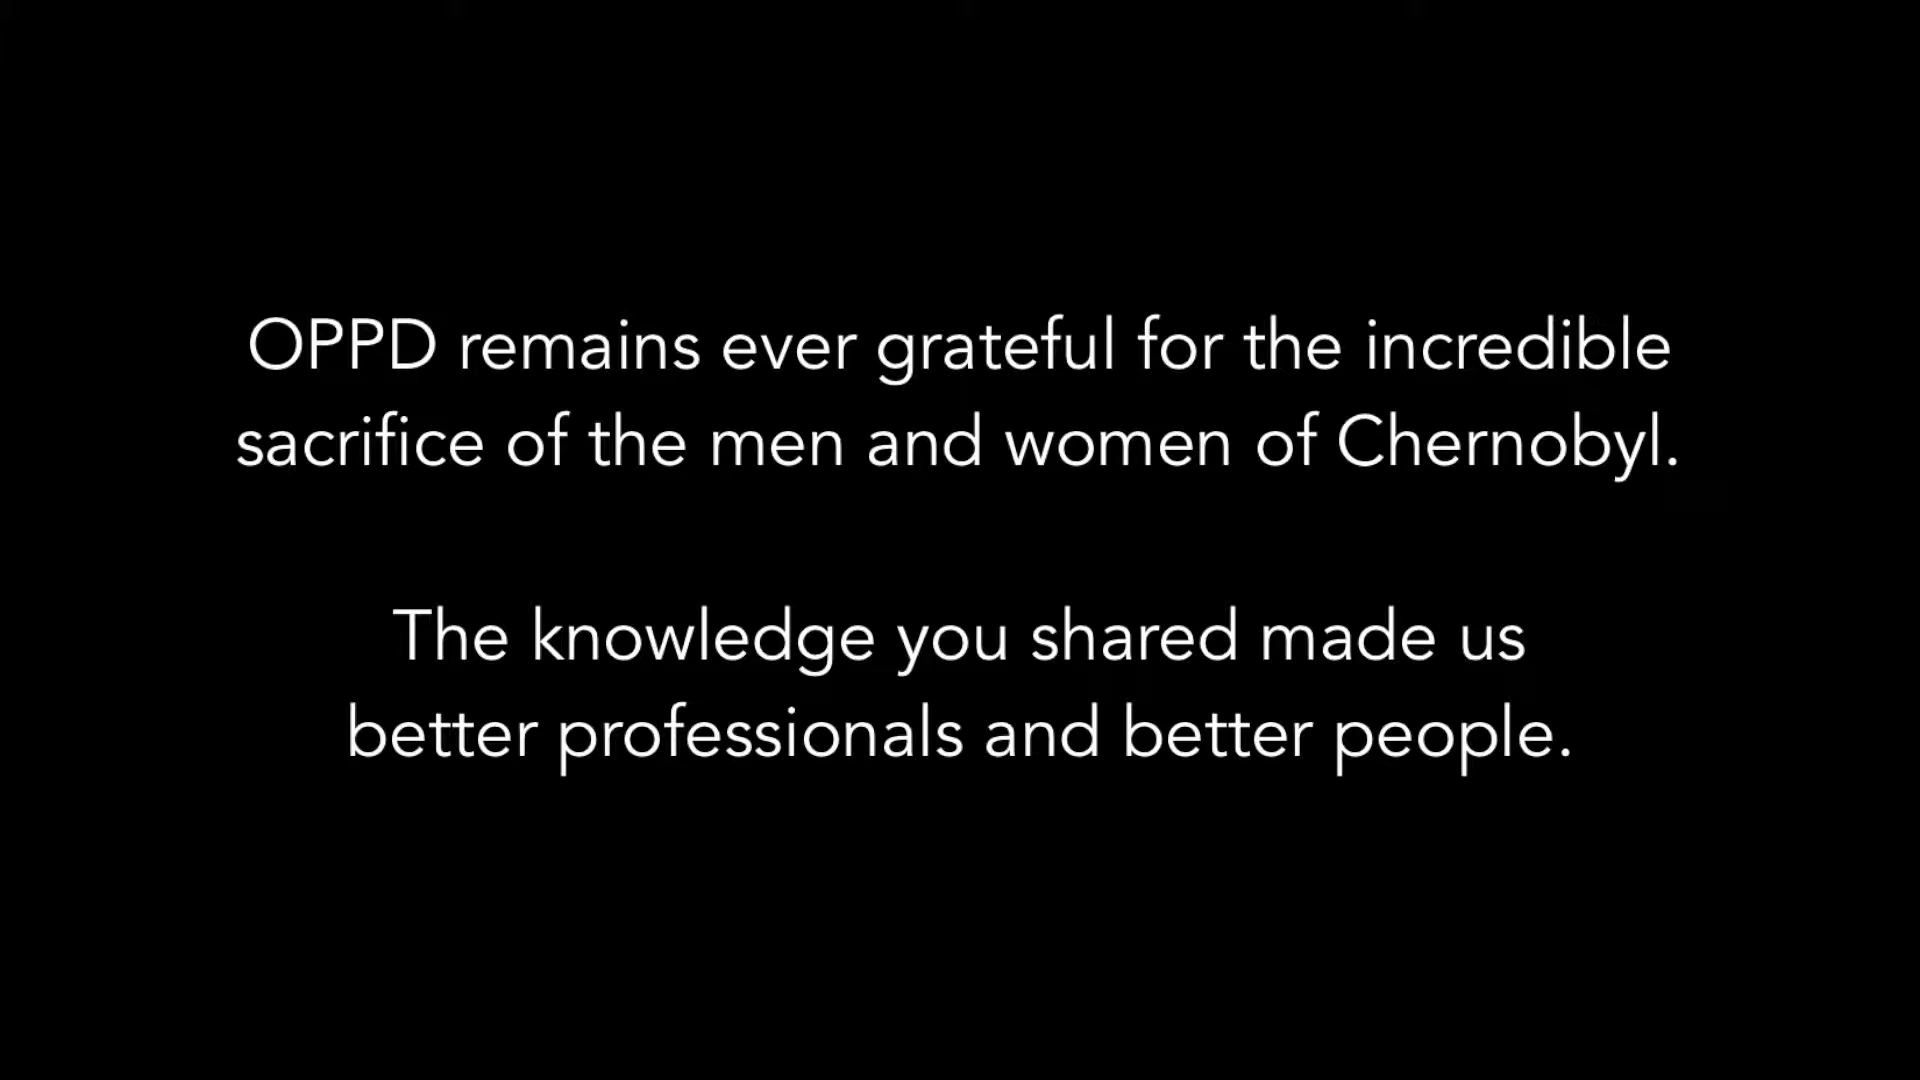 OPPD remains ever grateful for the incredible
sacrifice of the men and women of Chernobyl.
The knowledge you shared made us
better professionals and better people.